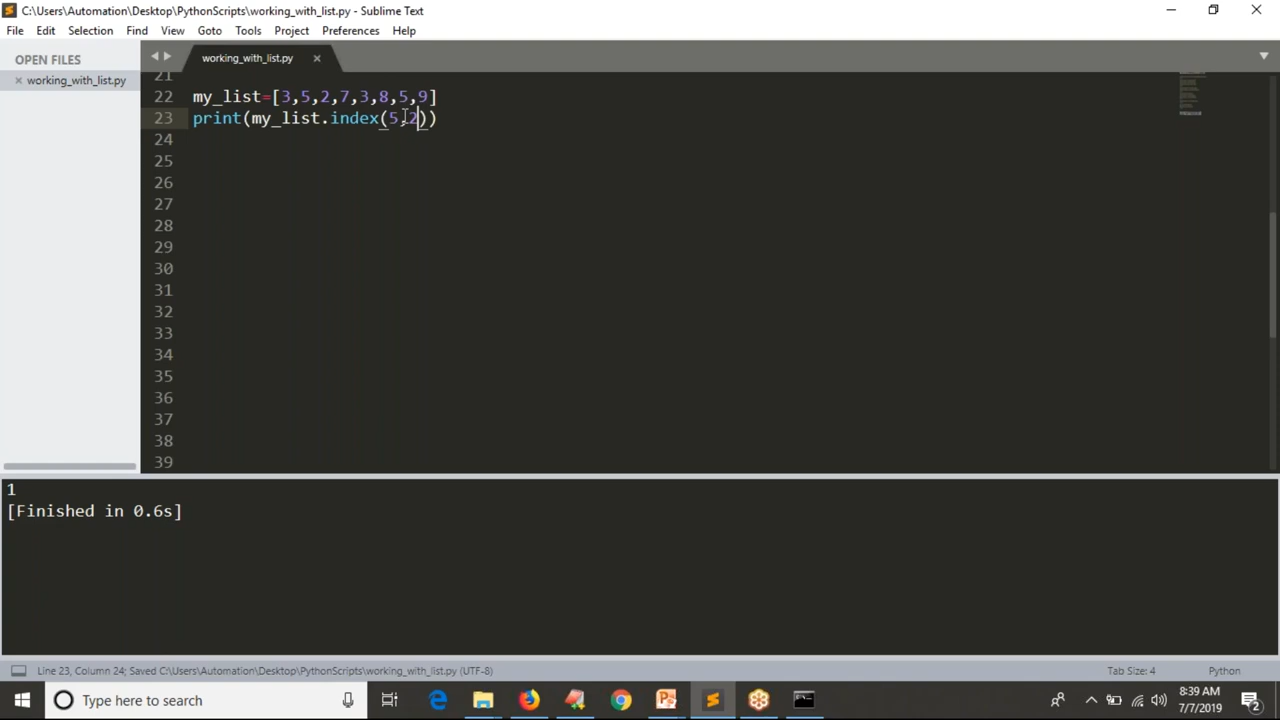 C:\Users\Automation\Desktop\PythonScripts\working_with_list.py - Sublime Text
File Edit Selection Find View Goto Tools Project Preferences Help
OPEN FILES
working_with_list.py
working_with_list.py
21
22 my_list=[3,5,2,7,3,8,5,9]
23 print(my_list.index(5,2))
24
25
26
27
28
29
30
31
32
33
34
35
36
37
38
39
1
[Finished in 0.6s]
Line 23, Column 24; Saved C:\Users\Automation\Desktop\PythonScripts\working_with_list.py (UTF-8)
Tab Size: 4
Python
Type here to search
8:39 AM
7/7/2019
2